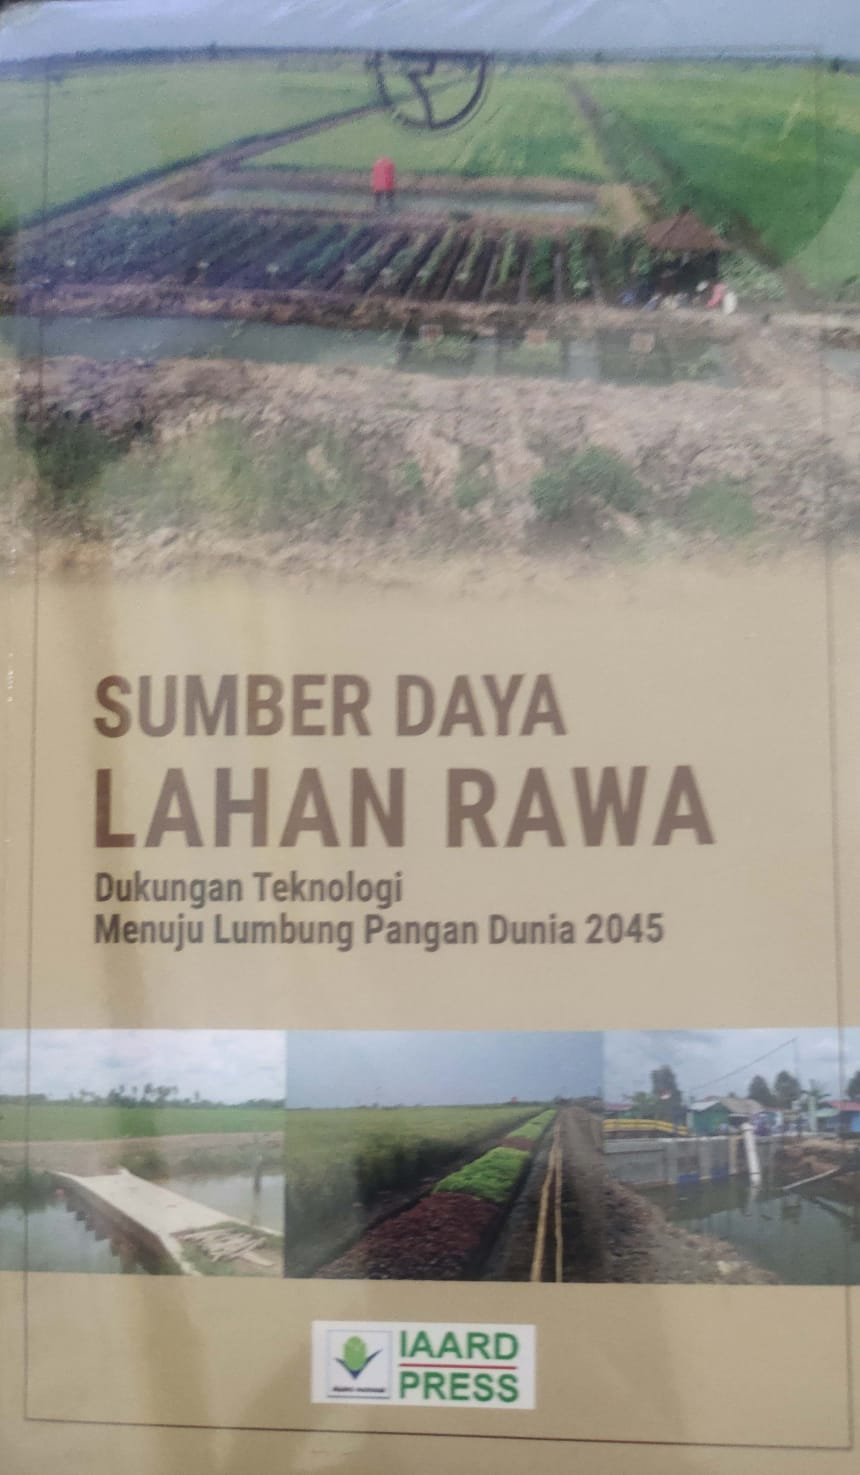 SUMBER DAYA
LAHAN RAWA
Dukungan Teknologi
Menuju Lumbung Pangan Dunia 2045
IAARD
PRESS